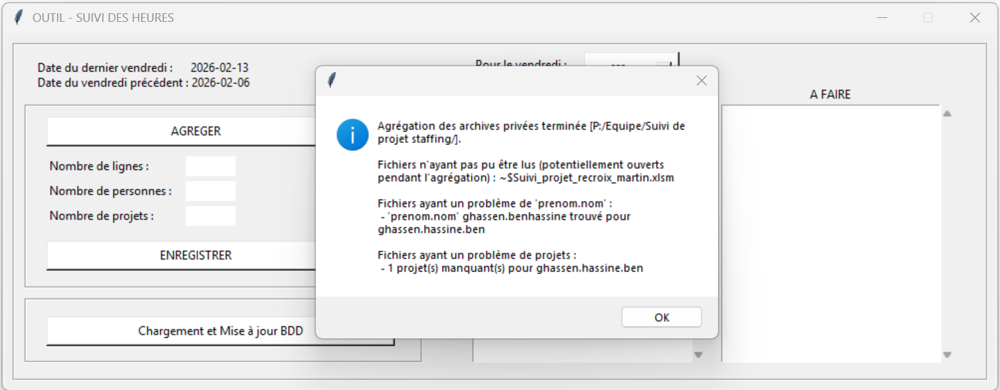 OUTIL - SUIVI DES HEURES
Date du dernier vendredi : 2026-02-13
Date du vendredi précédent : 2026-02-06
Pour le vendredi :
A FAIRE
AGREGER
Nombre de lignes :
Nombre de personnes :
Nombre de projets :
ENREGISTRER
Chargement et Mise à jour BDD
Agrégation des archives privées terminée [P:/Equipe/Suivi de
projet staffing/].
Fichiers n'ayant pas pu être lus (potentiellement ouverts
pendant l'agrégation) : ~$Suivi_projet_recroix_martin.xlsm
Fichiers ayant un problème de 'prenom.nom' :
- 'prenom.nom' ghassen.benhassine trouvé pour
ghassen.hassine.ben
Fichiers ayant un problème de projets :
- 1 projet(s) manquant(s) pour ghassen.hassine.ben
OK